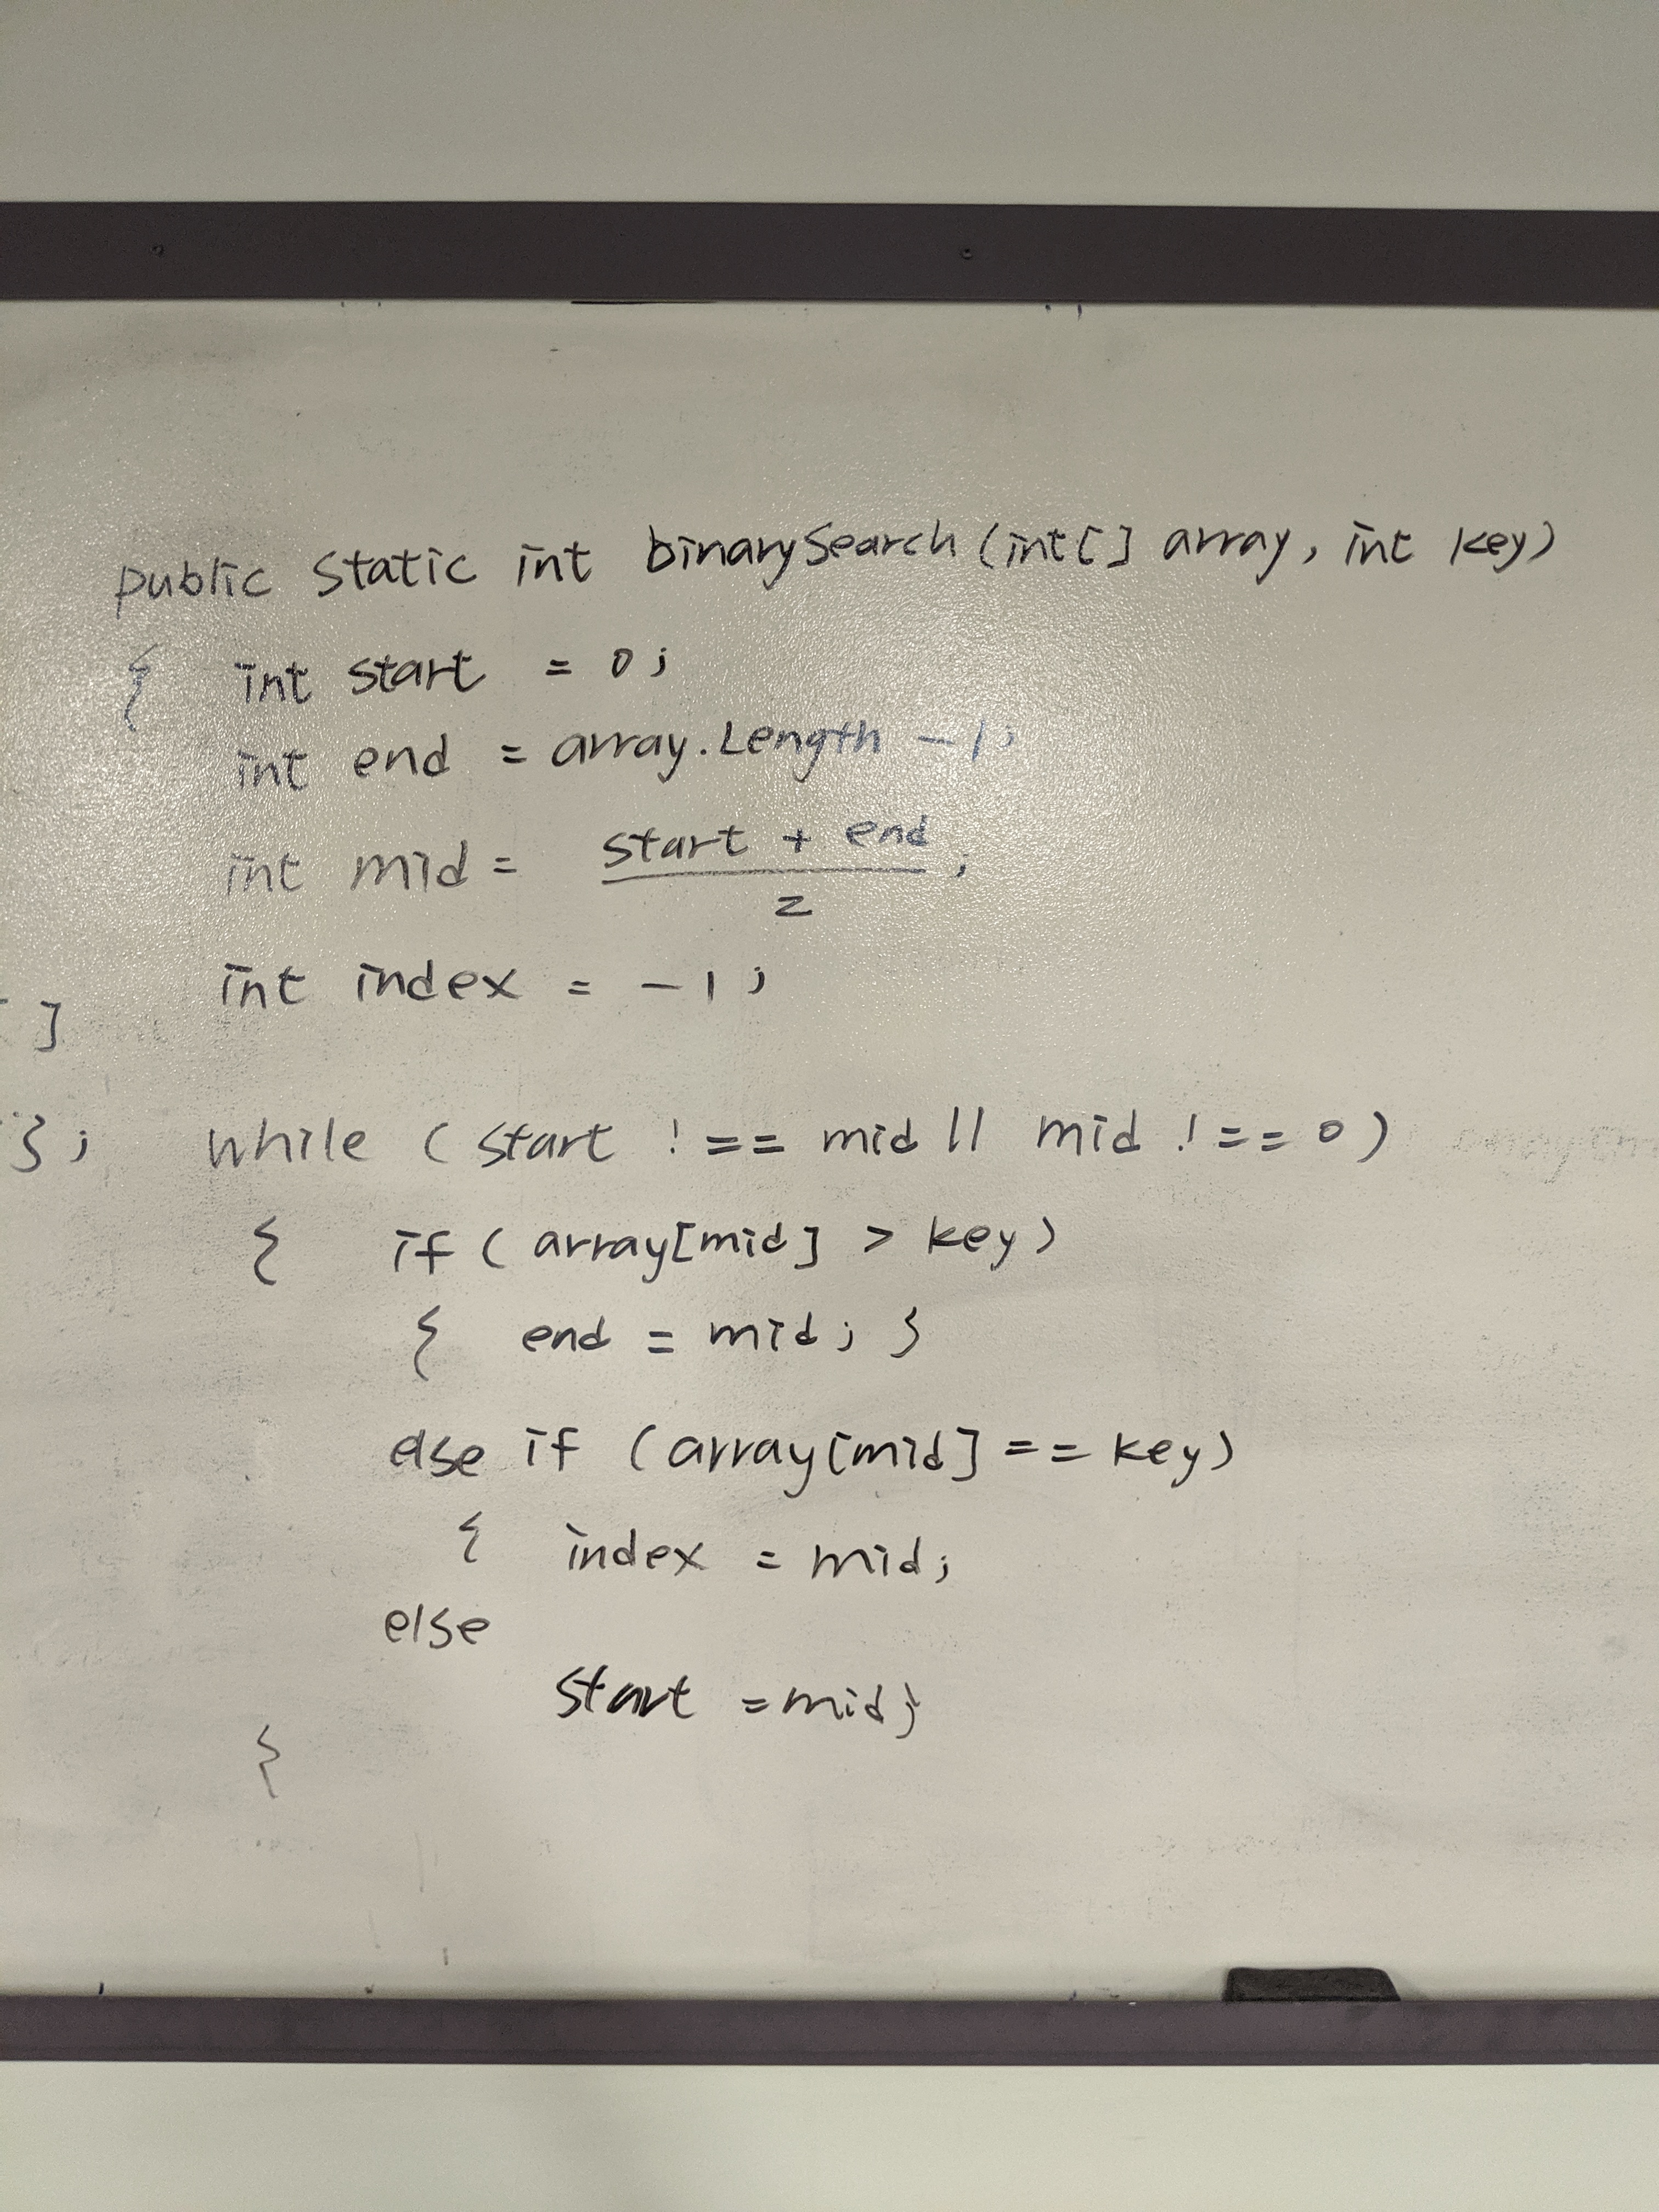 public static int binarySearch (int[] array, int key)
{ int start = 0;
int end = array.Length -1;
int mid = start + end ;
2
int index = -1;
]
}; while (start !== mid || mid !== 0)
{ if (array[mid] > key)
{ end = mid; }
else if (array[mid] == key)
{ index = mid;
else
start = mid}
}